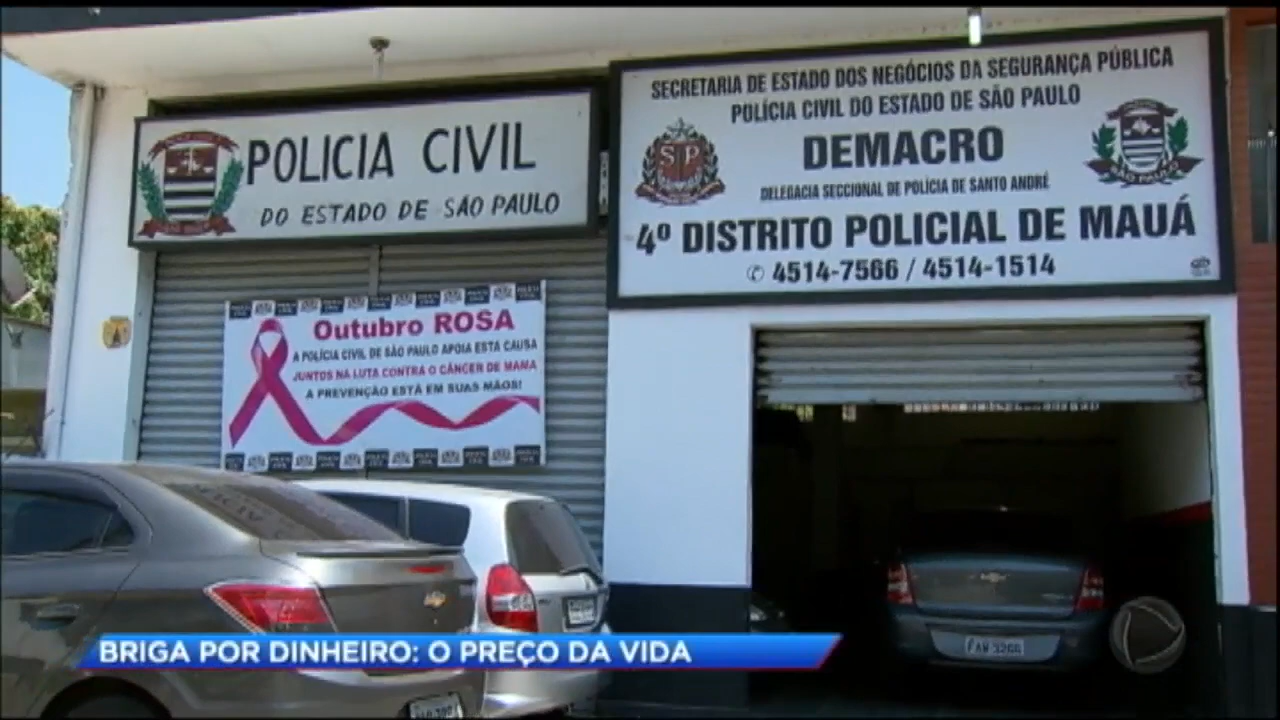 POLICIA CIVIL
DO ESTADO DE SÃO PAULO
SECRETARIA DE ESTADO DOS NEGÓCIOS DA SEGURANÇA PÚBLICA
POLÍCIA CIVIL DO ESTADO DE SÃO PAULO
DEMACRO
DELEGACIA SECCIONAL DE POLÍCIA DE SANTO ANDRÉ
4º DISTRITO POLICIAL DE MAUÁ
4514-7566 / 4514-1514
SP
SÃO PAULO
Outubro ROSA
A POLÍCIA CIVIL DE SÃO PAULO APOIA ESTA CAUSA
JUNTOS NA LUTA CONTRA O CÂNCER DE MAMA
A PREVENÇÃO ESTÁ EM SUAS MÃOS!
BRIGA POR DINHEIRO: O PREÇO DA VIDA